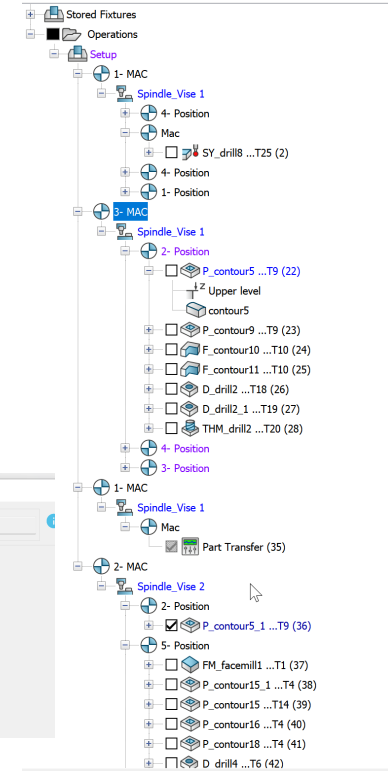 Stored Fixtures
Operations
Setup
1- MAC
Spindle_Vise 1
4- Position
Mac
SY_drill8 ...T25 (2)
4- Position
1- Position
3- MAC
Spindle_Vise 1
2- Position
P_contour5 ...T9 (22)
Z Upper level
contour5
P_contour9 ...T9 (23)
F_contour10 ...T10 (24)
F_contour11 ...T10 (25)
D_drill2 ...T18 (26)
D_drill2_1 ...T19 (27)
THM_drill2 ...T20 (28)
4- Position
3- Position
1- MAC
Spindle_Vise 1
Mac
Part Transfer (35)
2- MAC
Spindle_Vise 2
2- Position
P_contour5_1 ...T9 (36)
5- Position
FM_facemill1 ...T1 (37)
P_contour15_1 ...T4 (38)
P_contour15 ...T14 (39)
P_contour16 ...T4 (40)
P_contour18 ...T4 (41)
D_drill4 ...T6 (42)